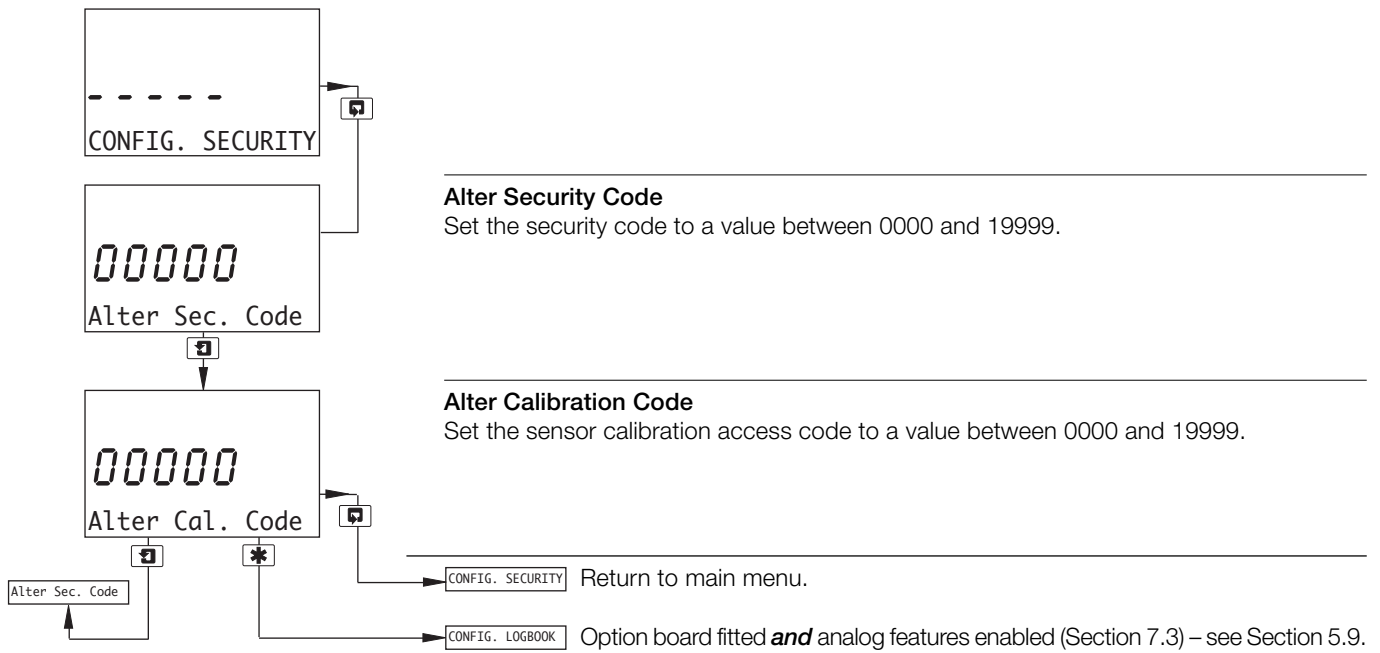 - - - - -
CONFIG. SECURITY
Alter Security Code
Set the security code to a value between 0000 and 19999.
00000
Alter Sec. Code
Alter Calibration Code
Set the sensor calibration access code to a value between 0000 and 19999.
00000
Alter Cal. Code
CONFIG. SECURITY Return to main menu.
Alter Sec. Code
CONFIG. LOGBOOK Option board fitted and analog features enabled (Section 7.3) – see Section 5.9.